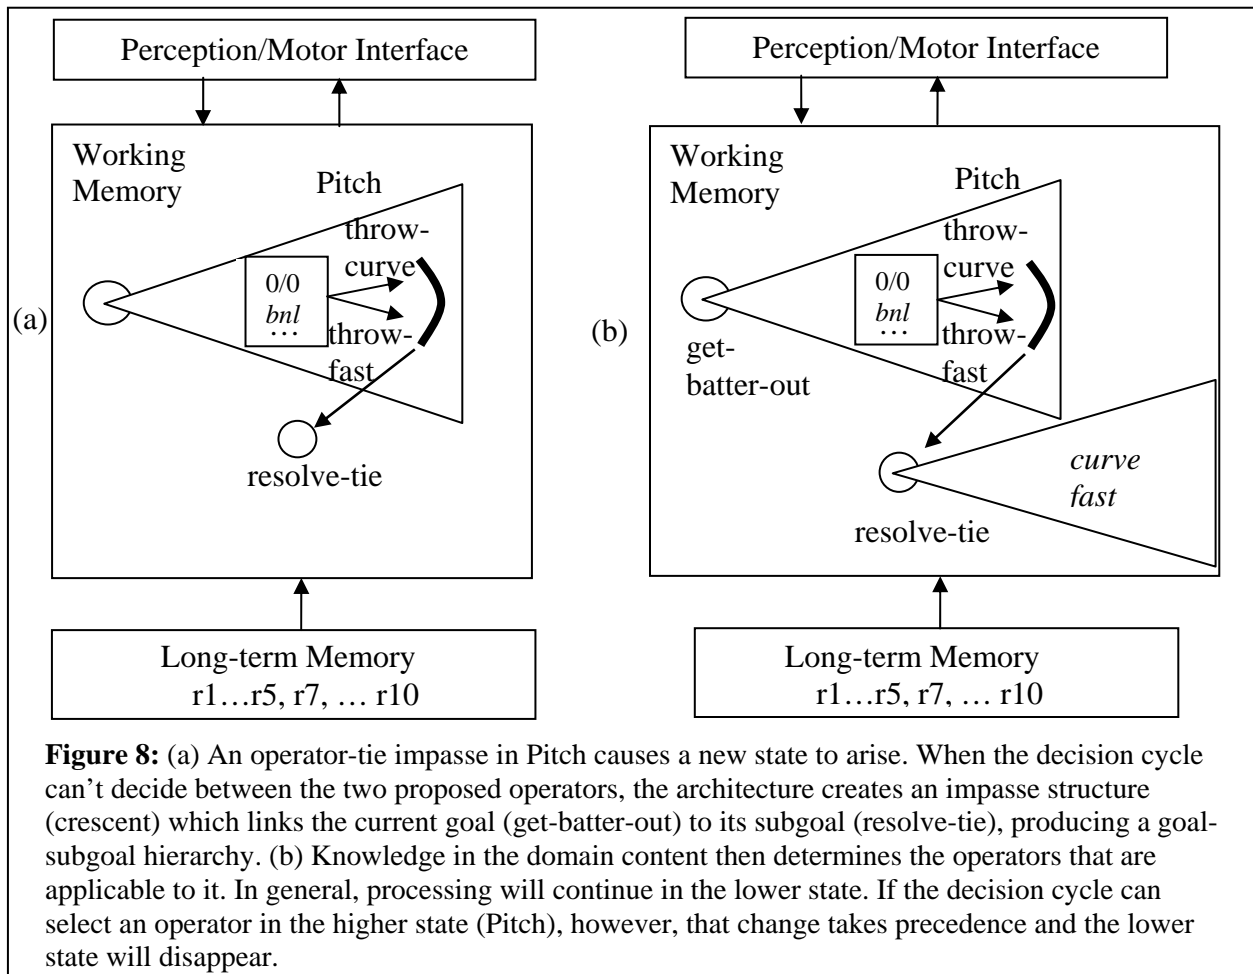 Perception/Motor Interface
Working
Memory
Pitch
throw-
curve
0/0
bnl
…
throw-
fast
(a)
resolve-tie
Long-term Memory
r1…r5, r7, … r10
Perception/Motor Interface
Working
Memory
Pitch
throw-
curve
0/0
bnl
…
throw-
fast
(b)
get-
batter-out
curve
fast
resolve-tie
Long-term Memory
r1…r5, r7, … r10
Figure 8: (a) An operator-tie impasse in Pitch causes a new state to arise. When the decision cycle
can’t decide between the two proposed operators, the architecture creates an impasse structure
(crescent) which links the current goal (get-batter-out) to its subgoal (resolve-tie), producing a goal-
subgoal hierarchy. (b) Knowledge in the domain content then determines the operators that are
applicable to it. In general, processing will continue in the lower state. If the decision cycle can
select an operator in the higher state (Pitch), however, that change takes precedence and the lower
state will disappear.